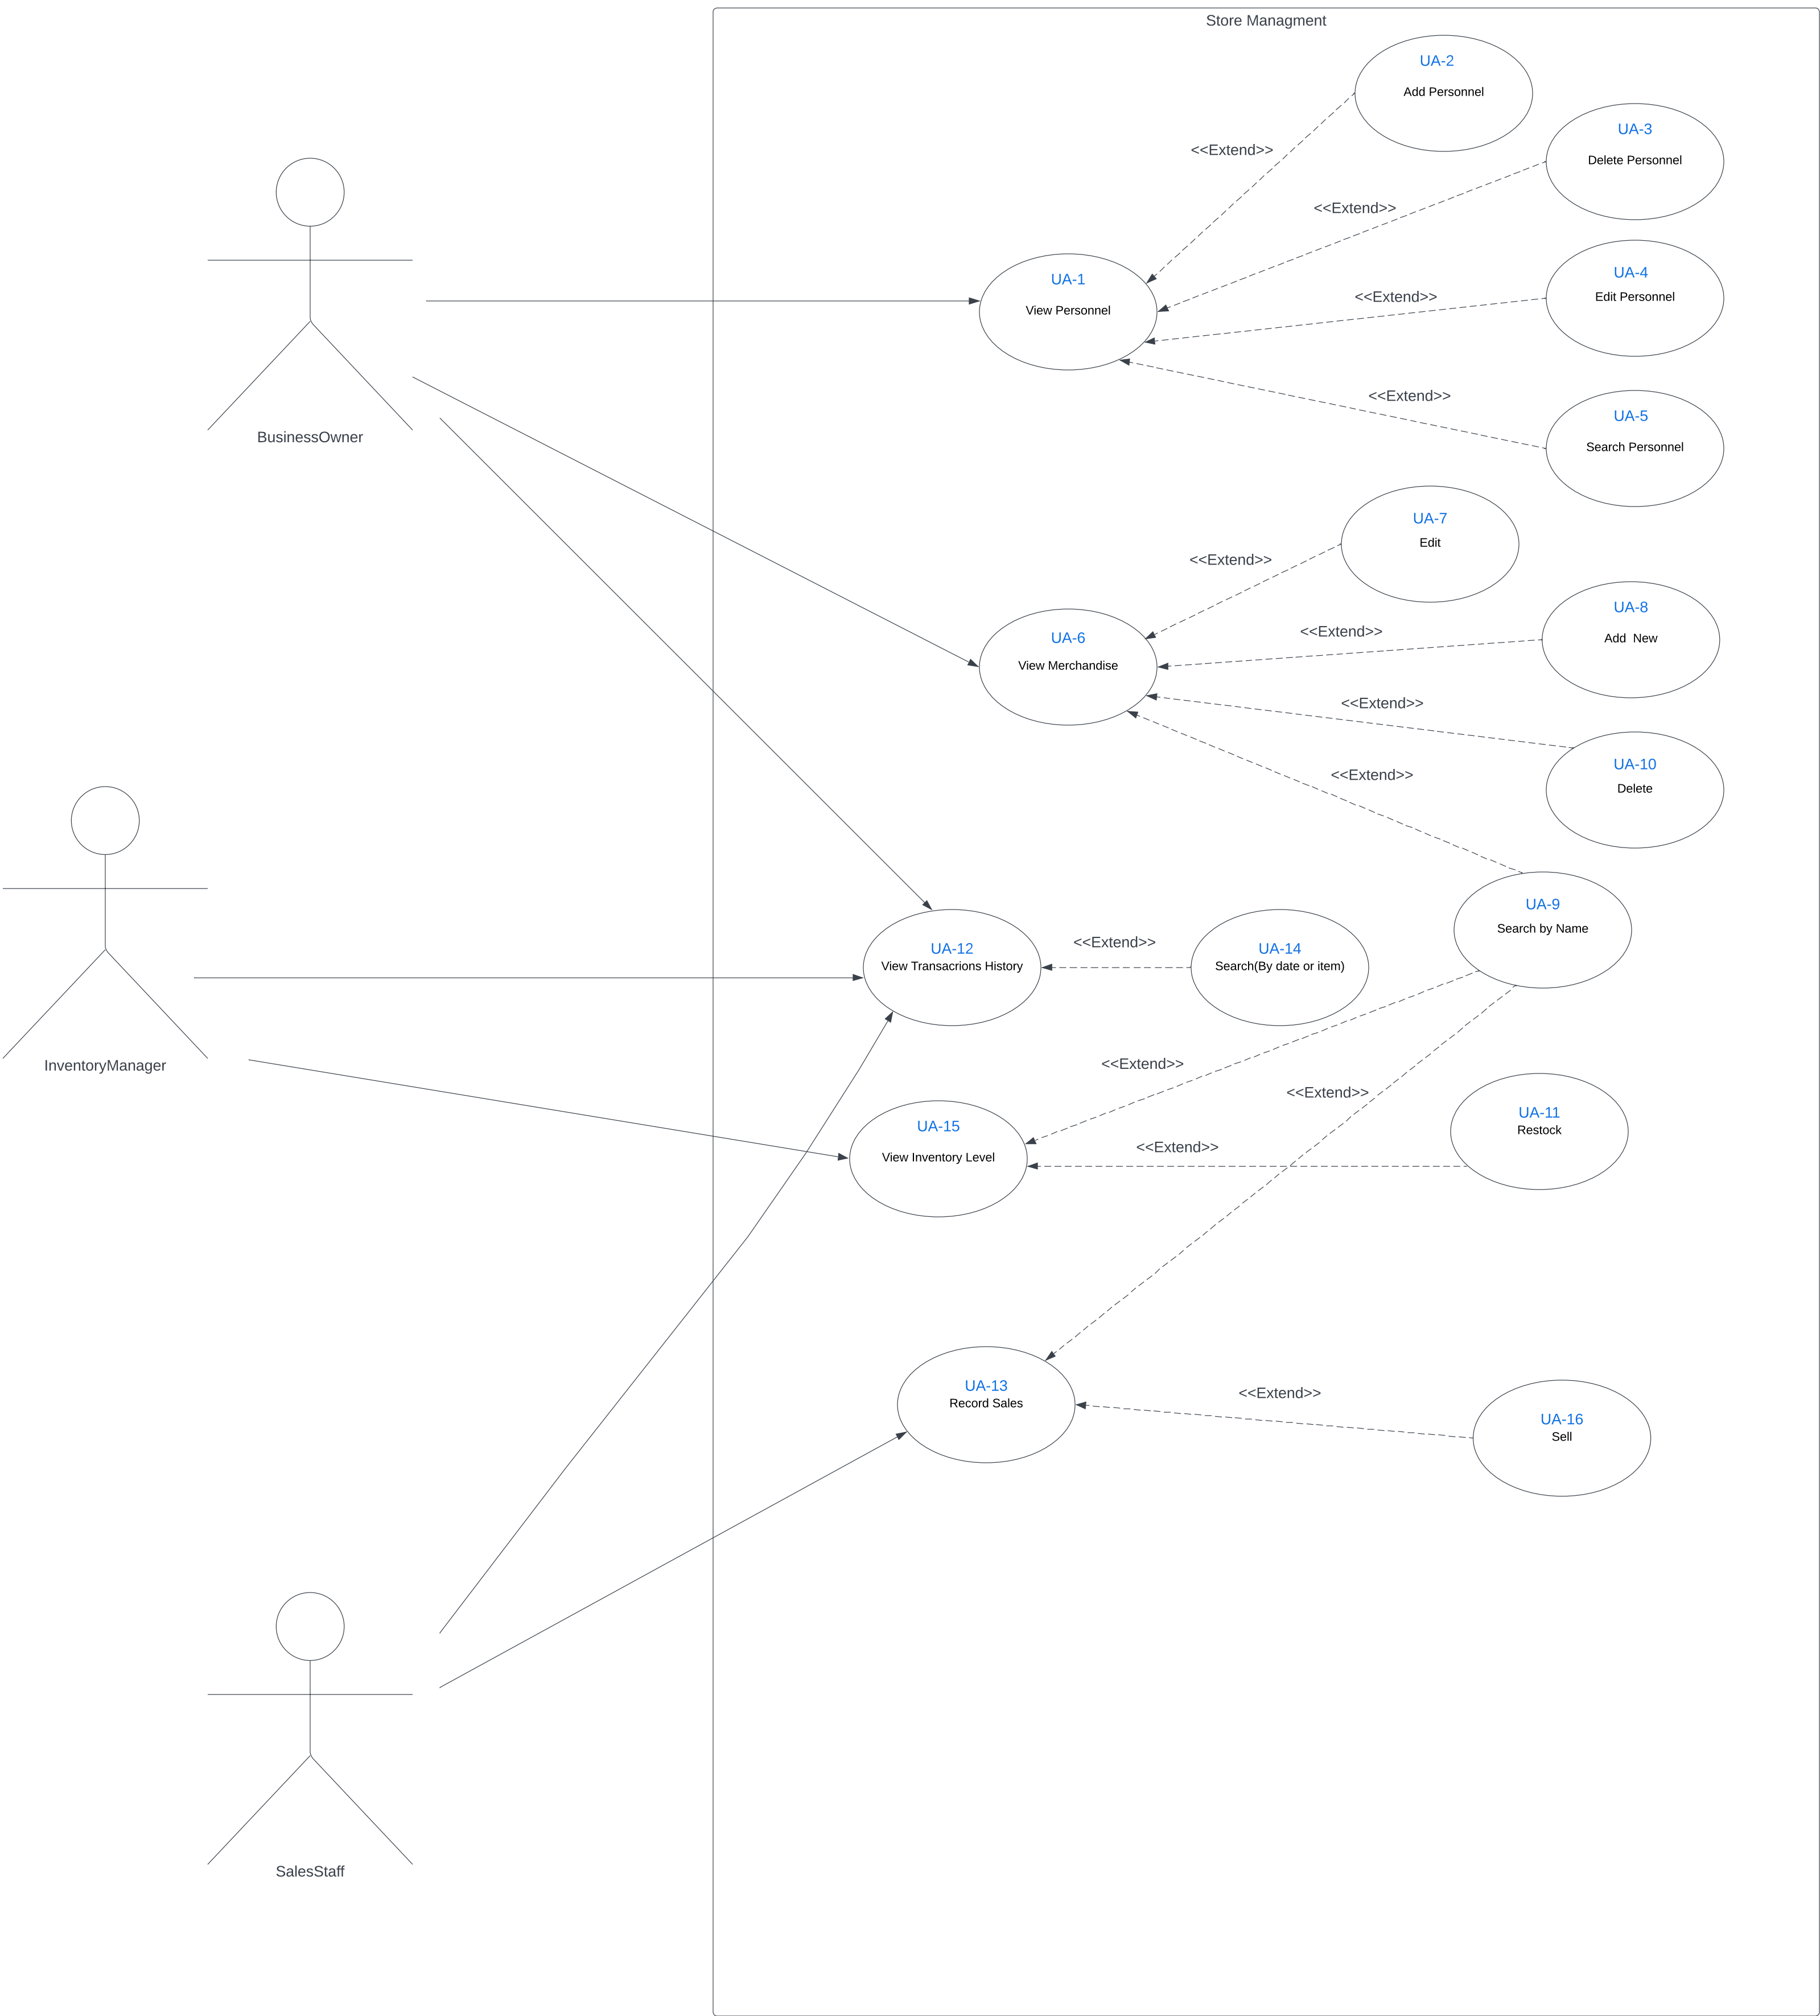 Store Managment
UA-2
Add Personnel
<<Extend>>
UA-3
Delete Personnel
<<Extend>>
UA-1
View Personnel
UA-4
Edit Personnel
<<Extend>>
<<Extend>>
UA-5
Search Personnel
BusinessOwner
UA-7
Edit
<<Extend>>
UA-8
Add  New
<<Extend>>
UA-6
View Merchandise
<<Extend>>
UA-10
Delete
<<Extend>>
UA-9
Search by Name
UA-12
View Transacrions History
<<Extend>>
UA-14
Search(By date or item)
InventoryManager
<<Extend>>
<<Extend>>
UA-15
View Inventory Level
UA-11
Restock
<<Extend>>
UA-13
Record Sales
<<Extend>>
UA-16
Sell
SalesStaff